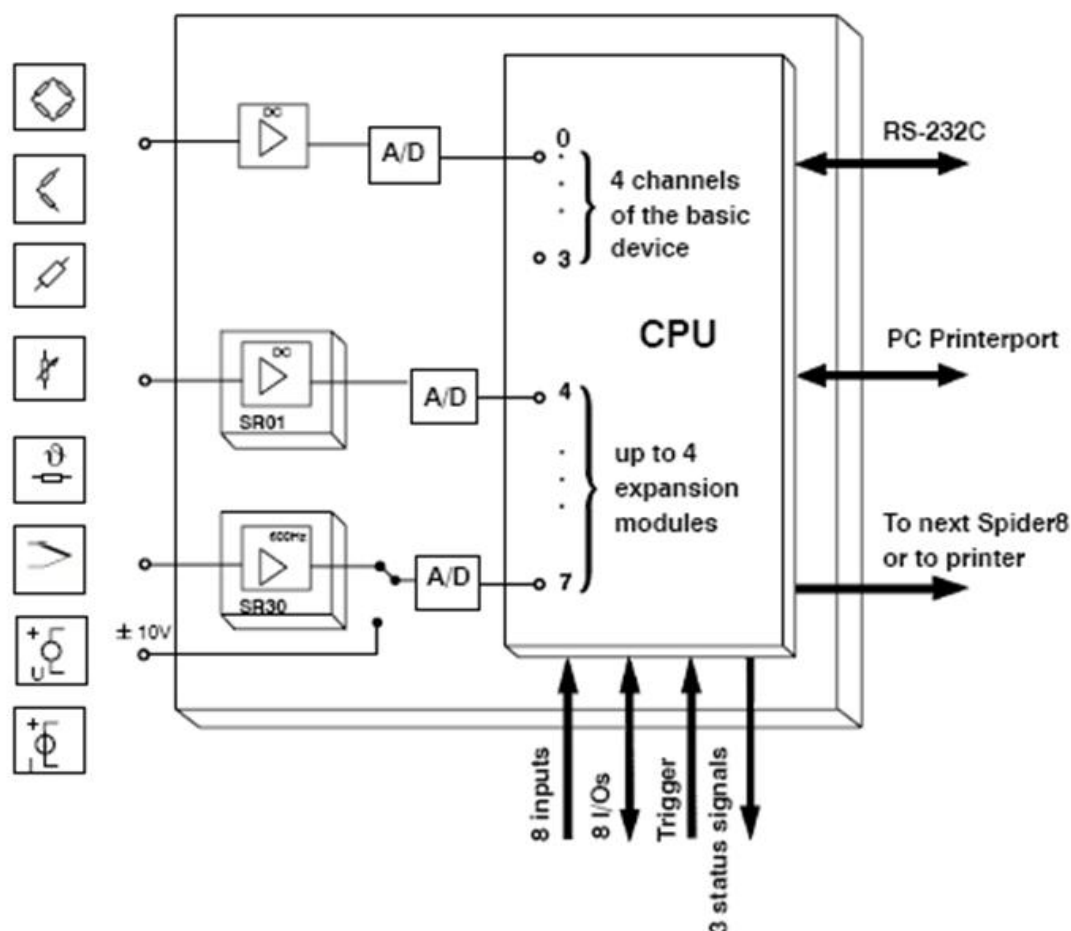 DC
A/D
0
4 channels
of the basic
device
3
RS-232C
CPU
PC Printerport
DC
SR01
A/D
4
up to 4
expansion
modules
ϑ
600Hz
SR30
A/D
7
To next Spider8
or to printer
± 10V
+
U
+
I
8 inputs
8 I/Os
Trigger
3 status signals